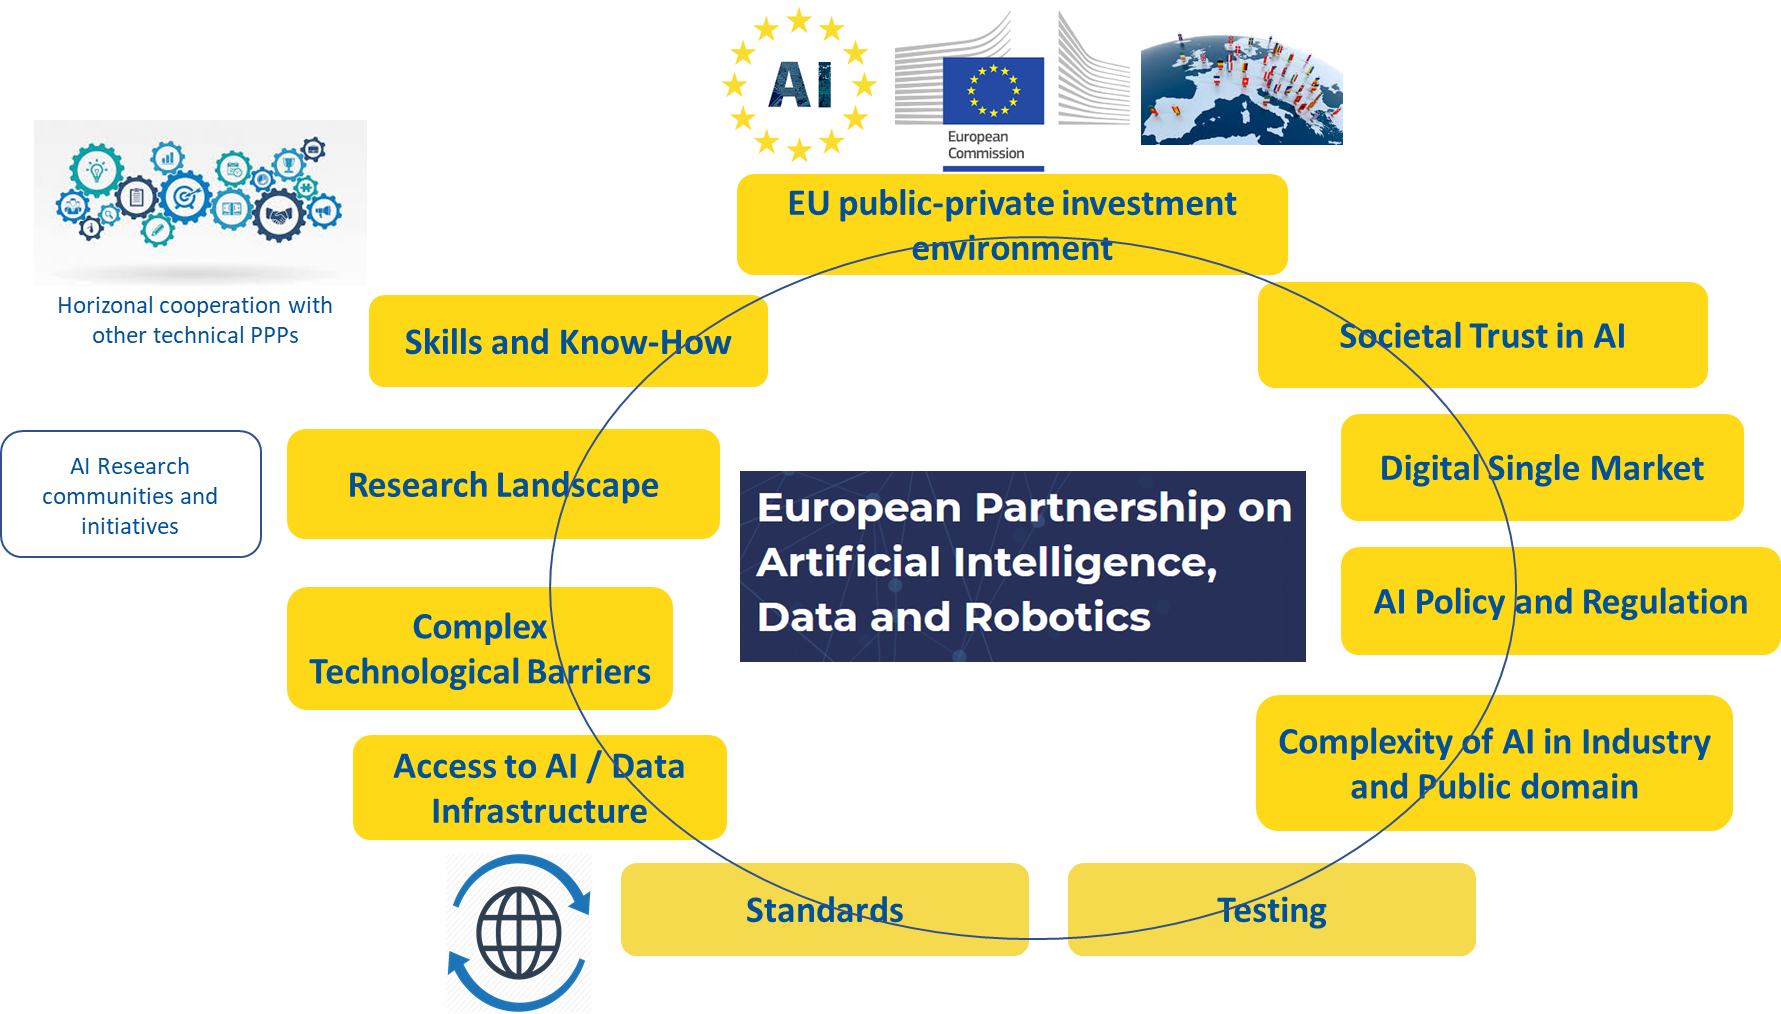 AI
European
Commission
EU public-private investment
environment
Horizonal cooperation with
other technical PPPs
Skills and Know-How
Societal Trust in AI
Research Landscape
Digital Single Market
AI Research
communities and
initiatives
European Partnership on
Artificial Intelligence,
Data and Robotics
AI Policy and Regulation
Complex
Technological Barriers
Complexity of AI in Industry
and Public domain
Access to AI / Data
Infrastructure
Standards
Testing